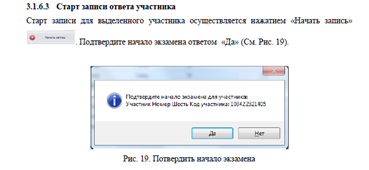 3.1.6.3 Старт записи ответа участника
Старт записи для выделенного участника осуществляется нажатием «Начать запись»
Начать запись . Подтвердите начало экзамена ответом «Да» (См. Рис. 19).
Подтвердите начало экзамена для участников:
Участник Номер Шесть Код участника:
Да Нет
Рис. 19. Потвердить начало экзамена